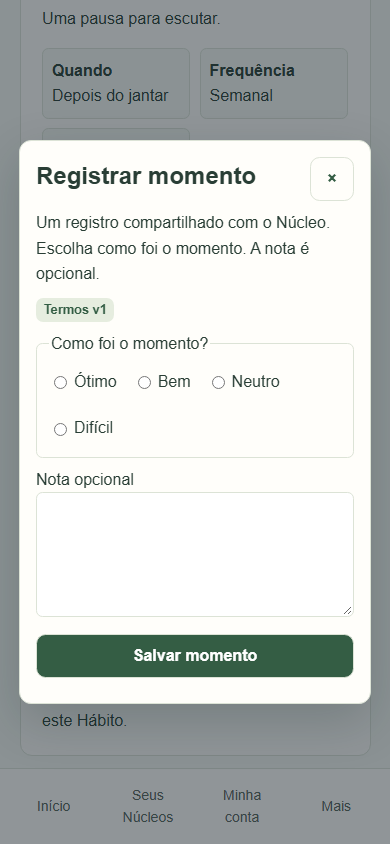 Uma pausa para escutar.
Quando
Depois do jantar
Frequência
Semanal
Registrar momento
×
Um registro compartilhado com o Núcleo.
Escolha como foi o momento. A nota é
opcional.
Termos v1
Como foi o momento?
Ótimo
Bem
Neutro
Difícil
Nota opcional
Salvar momento
este Hábito.
Início
Seus
Núcleos
Minha
conta
Mais